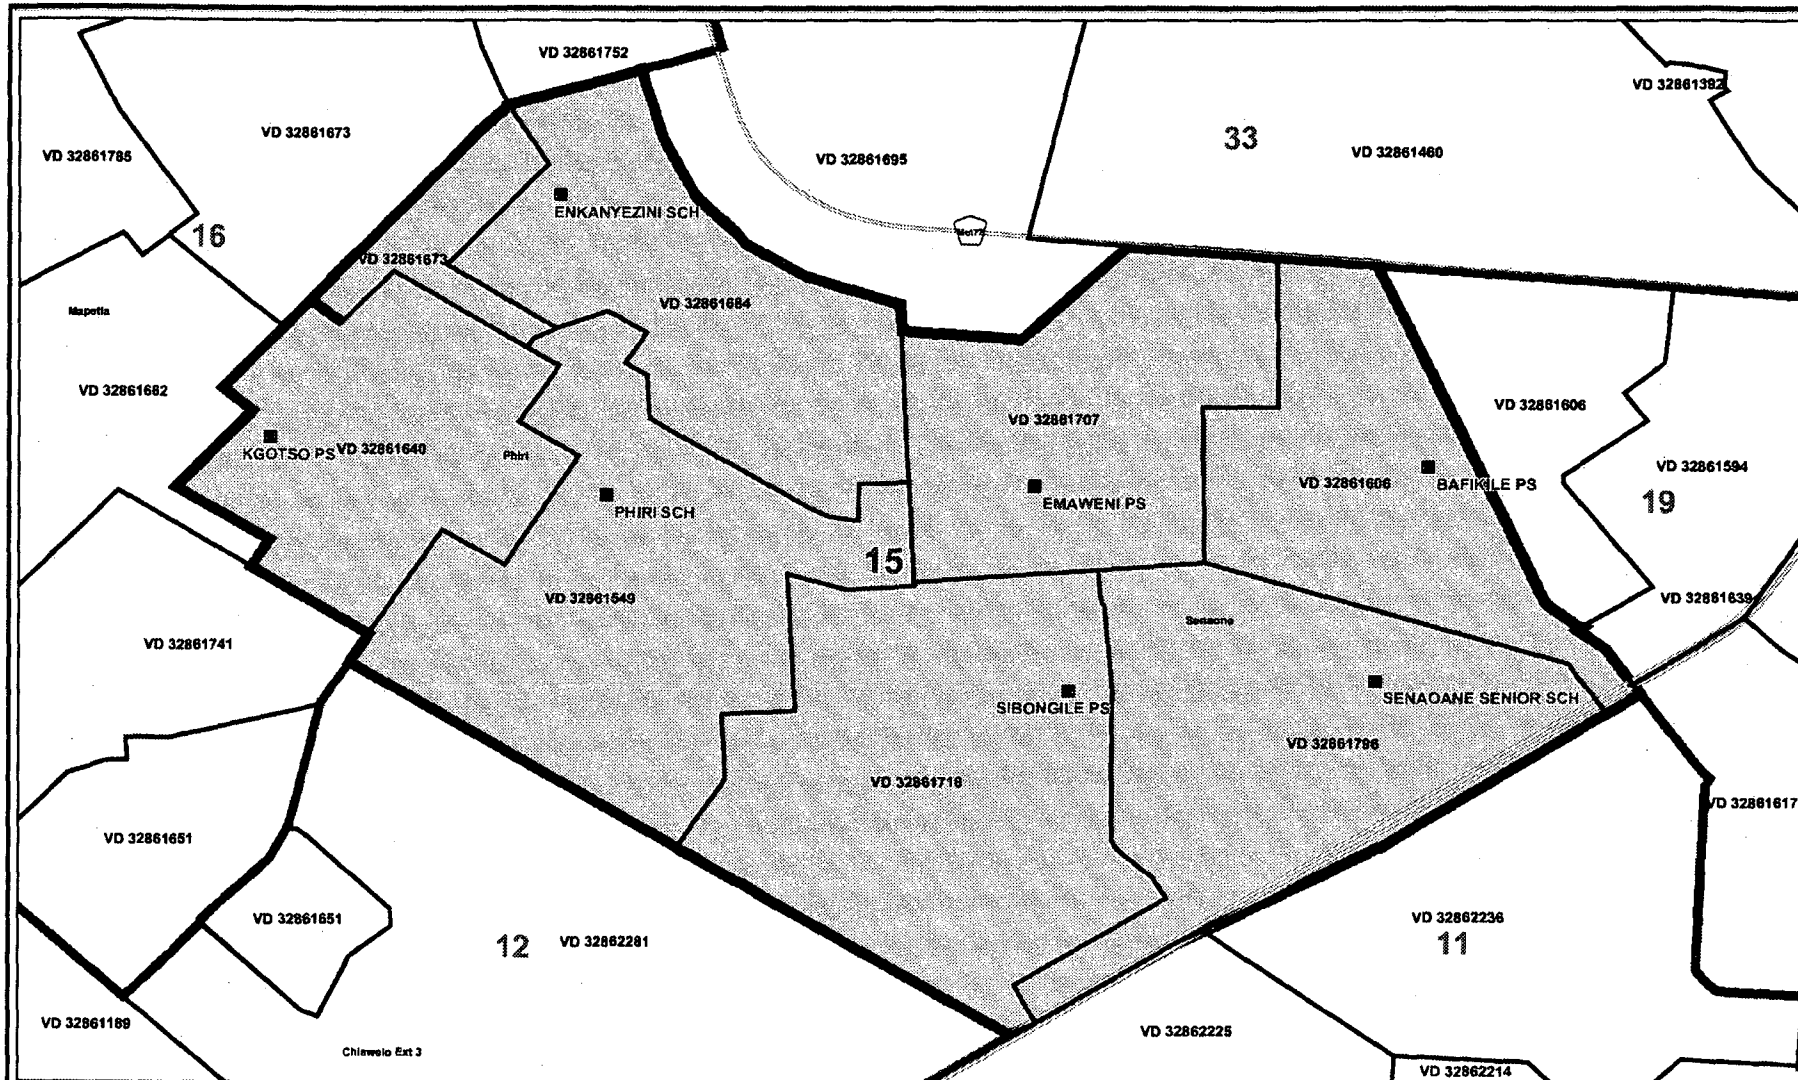 VD 32861752
VD 32861392
VD 32861673
33
VD 32861785
VD 32861695
VD 32861460
ENKANYEZINI SCH
16
VD 32861673
VD 32861684
Mapetla
VD 32861662
VD 32861606
VD 32861707
KGOTSO PS
VD 32861640
Phiri
VD 32861594
VD 32861606
BAFIKILE PS
19
PHIRI SCH
EMAWENI PS
15
VD 32861549
VD 32861639
Senaone
VD 32861741
SIBONGILE PS
SENAOANE SENIOR SCH
VD 32861796
VD 32861718
VD 32861617
VD 32861651
VD 32861651
VD 32862236
12
VD 32862281
11
VD 32861189
VD 32862225
Chiawelo Ext 3
VD 32862214